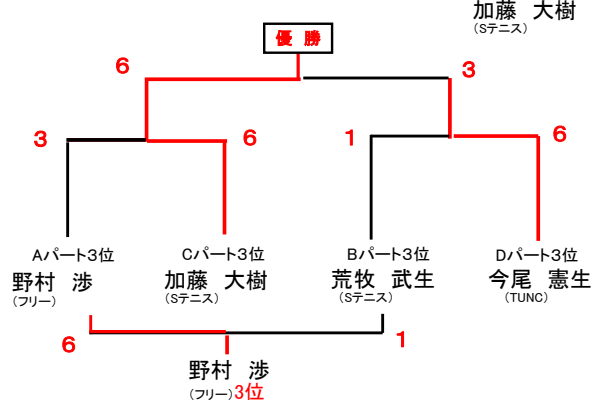 加藤　大樹
(Sテニス)
優 勝
6
3
3
6
1
6
Aパート3位
Cパート3位
Bパート3位
Dパート3位
野村　渉
加藤　大樹
荒牧　武生
今尾　憲生
(フリー)
(Sテニス)
(Sテニス)
(TUNC)
6
1
野村　渉
(フリー)3位